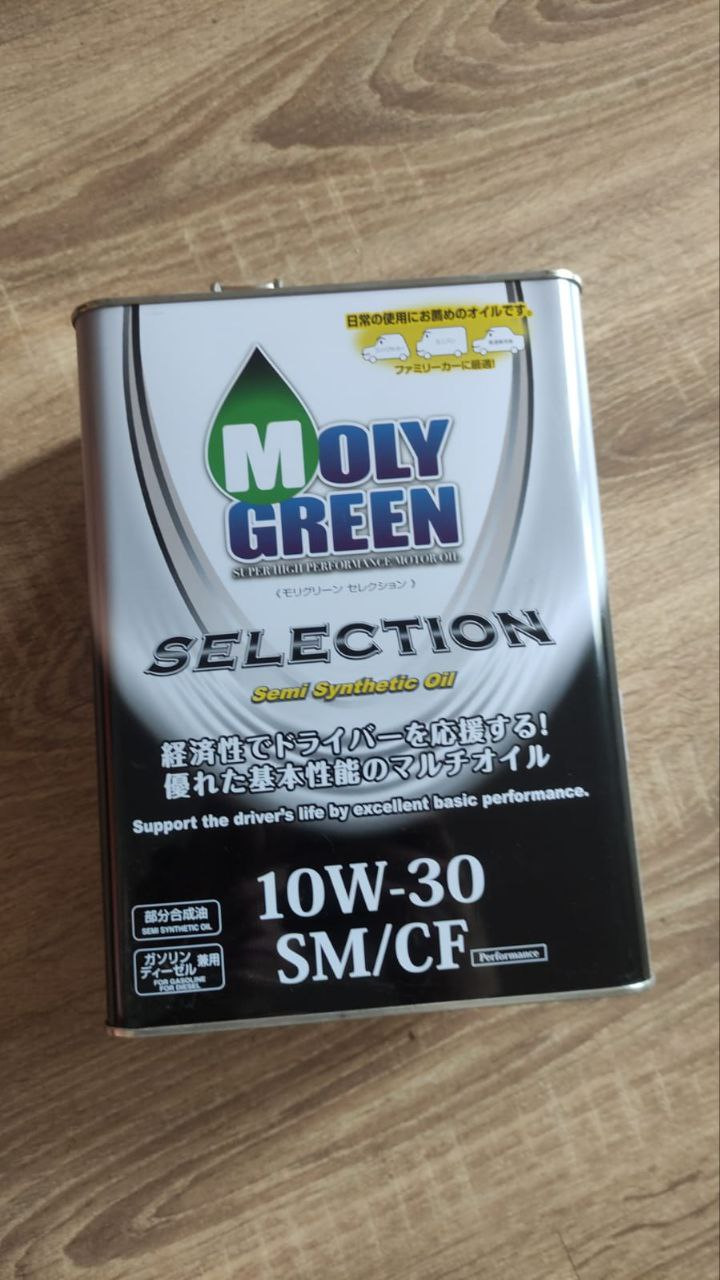 日常の使用にお薦めのオイルです。
ファミリーカーに最適!
MOLY
GREEN
SUPER HIGH PERFORMANCE MOTOR OIL
《モリグリーン セレクション》
SELECTION
Semi Synthetic Oil
経済性でドライバーを応援する!
優れた基本性能のマルチオイル
Support the driver's life by excellent basic performance.
10W-30
SM/CF Performance
部分合成油
SEMI SYNTHETIC OIL
ガソリン
ディーゼル 兼用
FOR GASOLINE
FOR DIESEL